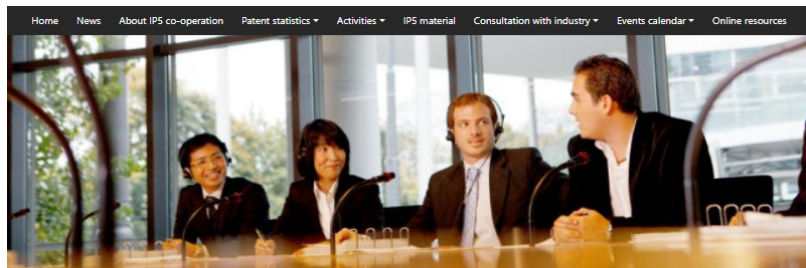 Home News About IP5 co-operation Patent statistics Activities IP5 material Consultation with industry Events calendar Online resources